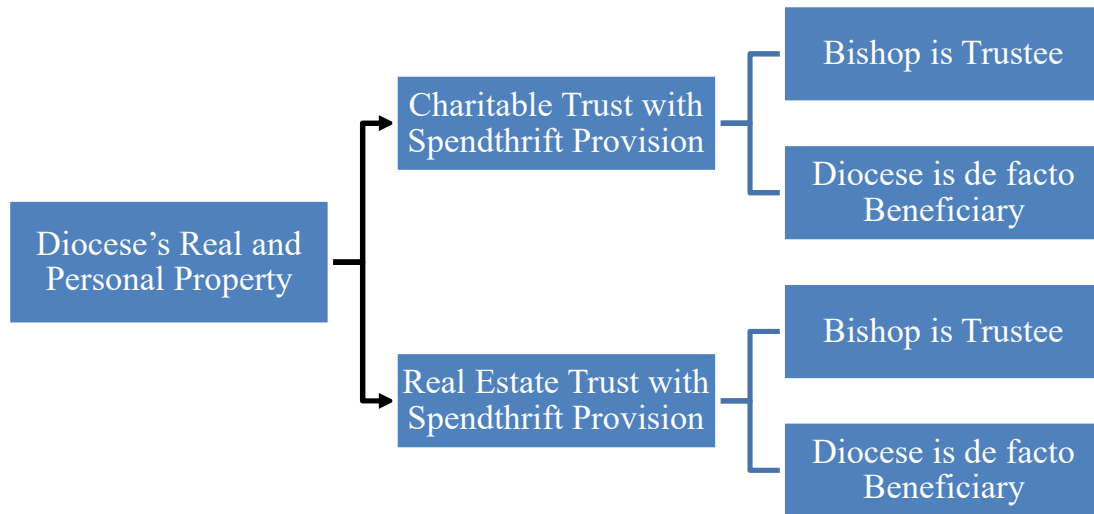 Diocese’s Real and
Personal Property
Charitable Trust with
Spendthrift Provision
Bishop is Trustee
Diocese is de facto
Beneficiary
Real Estate Trust with
Spendthrift Provision
Bishop is Trustee
Diocese is de facto
Beneficiary